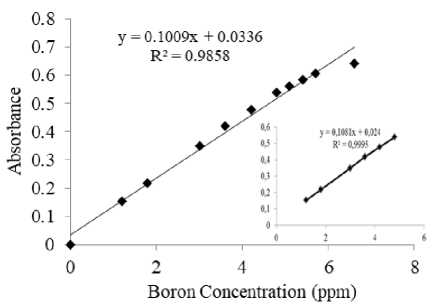 0.8
0.7
0.6
0.5
0.4
0.3
0.2
0.1
0
Absorbance
y = 0.1009x + 0.0336
R² = 0.9858
0,6
0,5
0,4
0,3
0,2
0,1
0
y = 0,1081x + 0,024
R² = 0,9995
0 2 4 6
0 2 4 6 8
Boron Concentration (ppm)